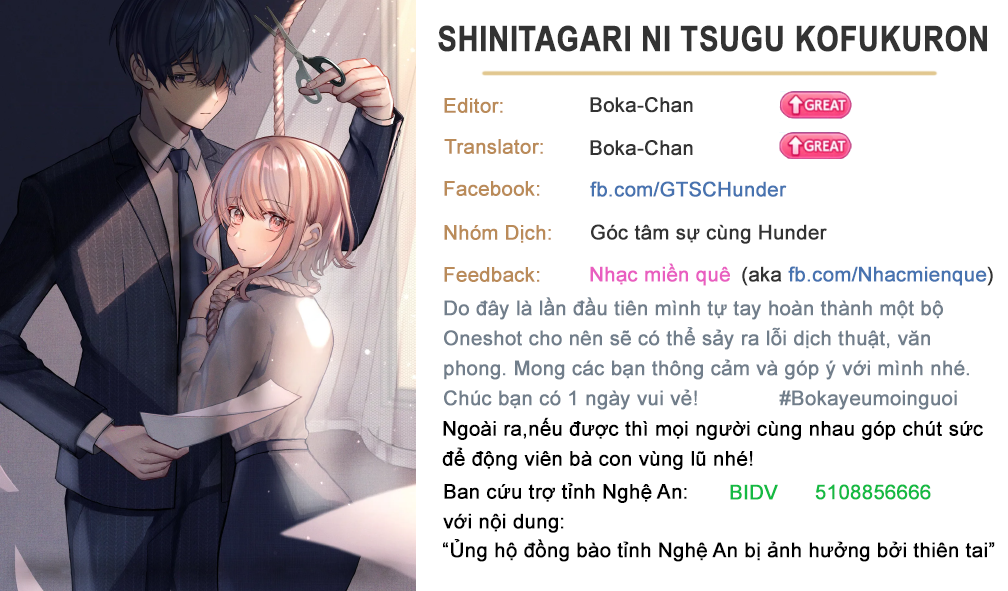 SHINITAGARI NI TSUGU KOFUKURON
Editor: Boka-Chan GREAT
Translator: Boka-Chan GREAT
Facebook: fb.com/GTSCHunder
Nhóm Dịch: Góc tâm sự cùng Hunder
Feedback: Nhạc miền quê (aka fb.com/Nhacmienque)
Do đây là lần đầu tiên mình tự tay hoàn thành một bộ
Oneshot cho nên sẽ có thể sảy ra lỗi dịch thuật, văn
phong. Mong các bạn thông cảm và góp ý với mình nhé.
Chúc bạn có 1 ngày vui vẻ! #Bokayeumoinguoi
Ngoài ra,nếu được thì mọi người cùng nhau góp chút sức
để động viên bà con vùng lũ nhé!
Ban cứu trợ tỉnh Nghệ An: BIDV 5108856666
với nội dung:
“Ủng hộ đồng bào tỉnh Nghệ An bị ảnh hưởng bởi thiên tai”